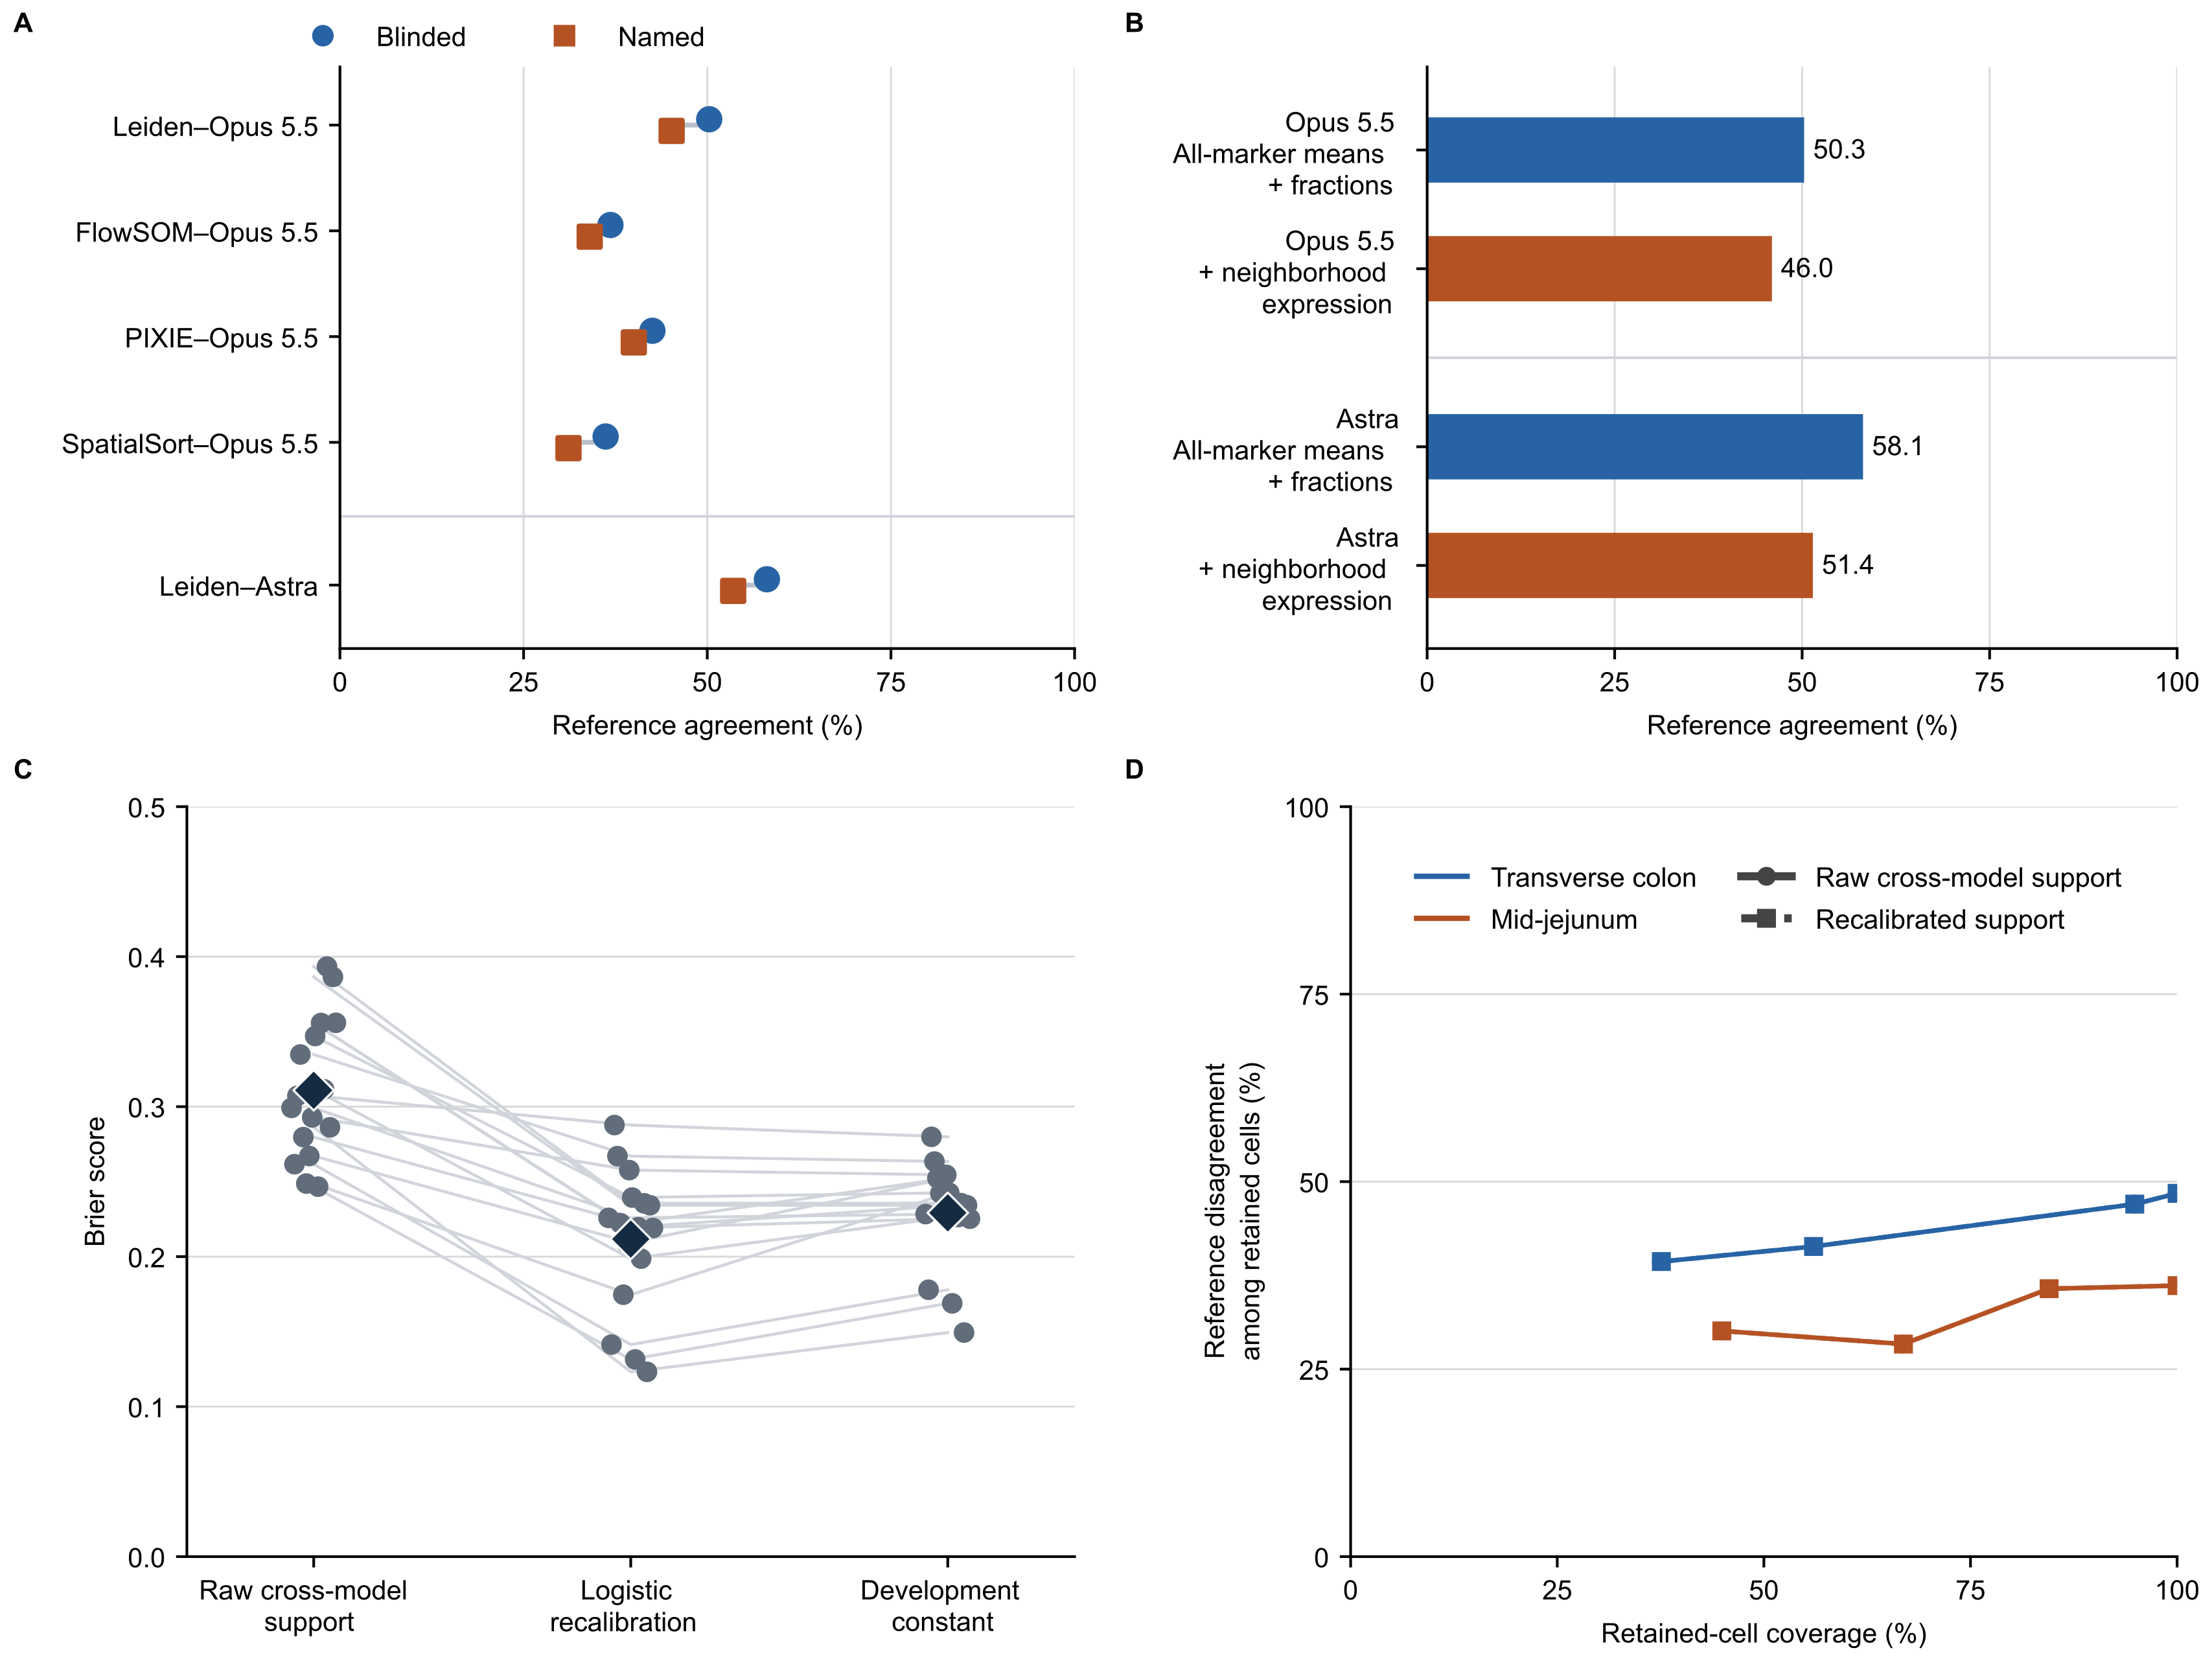 A
Blinded
Named
Leiden–Opus 5.5
FlowSOM–Opus 5.5
PIXIE–Opus 5.5
SpatialSort–Opus 5.5
Leiden–Astra
0
25
50
75
100
Reference agreement (%)
B
Opus 5.5
All-marker means
+ fractions
50.3
Opus 5.5
+ neighborhood
expression
46.0
Astra
All-marker means
+ fractions
58.1
Astra
+ neighborhood
expression
51.4
0
25
50
75
100
Reference agreement (%)
C
0.5
0.4
0.3
0.2
0.1
0.0
Brier score
Raw cross-model
support
Logistic
recalibration
Development
constant
D
100
75
50
25
0
Reference disagreement
among retained cells (%)
Transverse colon
Mid-jejunum
Raw cross-model support
Recalibrated support
0
25
50
75
100
Retained-cell coverage (%)